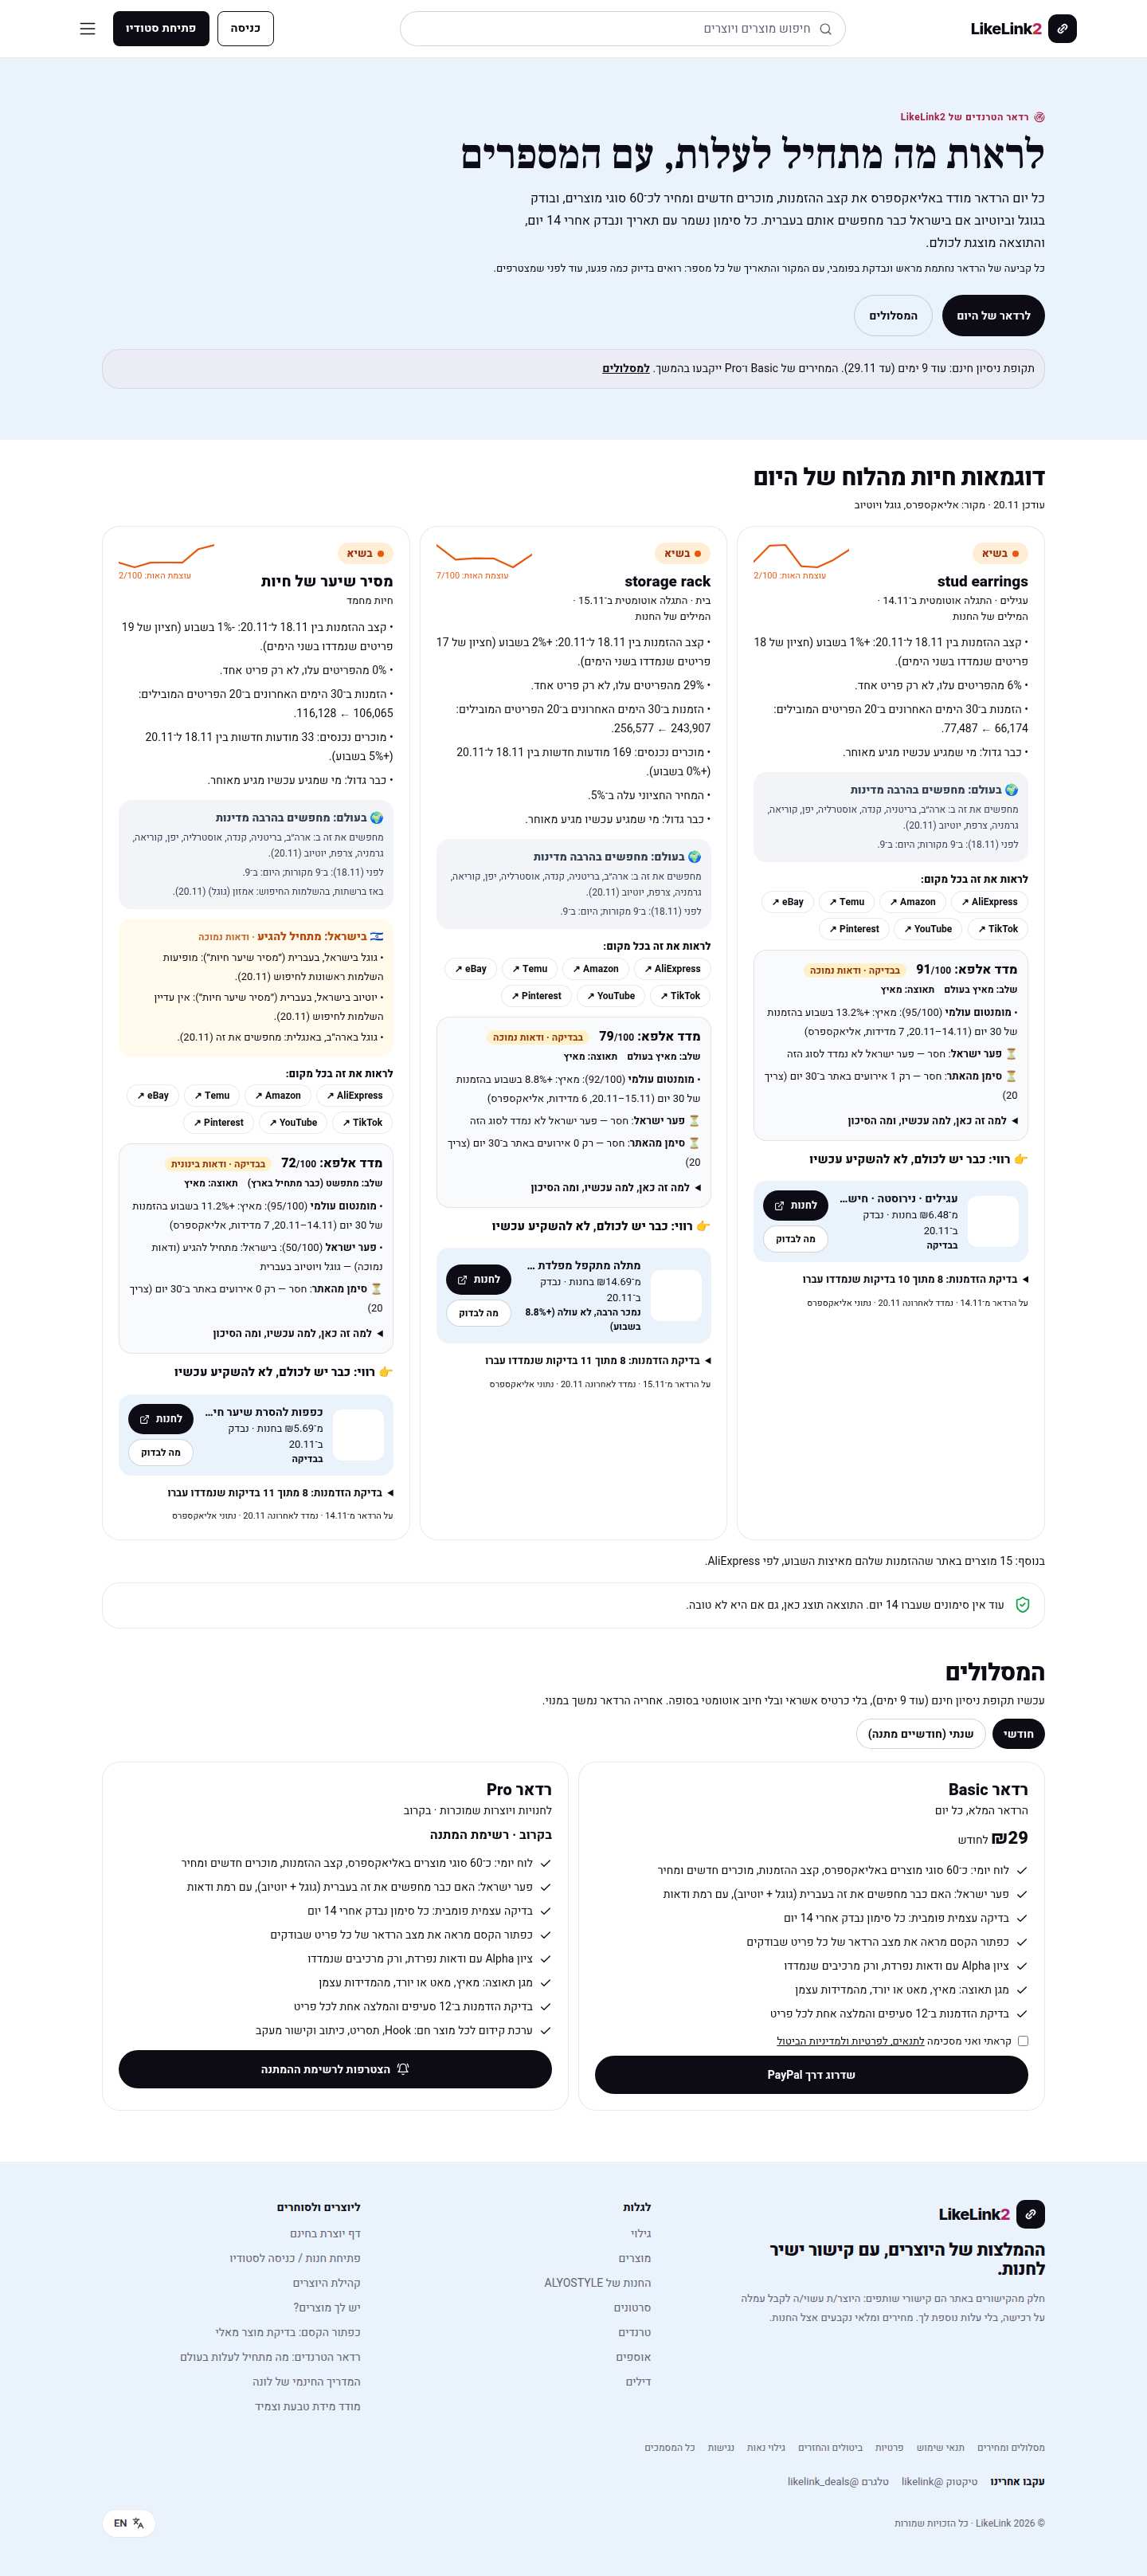 LikeLink2
חיפוש מוצרים ויוצרים
כניסה
פתיחת סטודיו
רדאר הטרנדים של LikeLink2
לראות מה מתחיל לעלות, עם המספרים
כל יום הרדאר מודד באליאקספרס את קצב ההזמנות, מוכרים חדשים ומחיר לכ־60 סוגי מוצרים, ובודק
בגוגל וביוטיוב אם בישראל כבר מחפשים אותם בעברית. כל סימון נשמר עם תאריך ונבדק אחרי 14 יום,
והתוצאה מוצגת לכולם.
כל קביעה של הרדאר נחתמת מראש ונבדקת בפומבי, עם המקור והתאריך של כל מספר: רואים בדיוק כמה פגענו, עוד לפני שמצטרפים.
לרדאר של היום
המסלולים
תקופת ניסיון חינם: עוד 9 ימים (עד 29.11). המחירים של Basic ו־Pro ייקבעו בהמשך. למסלולים
דוגמאות חיות מהלוח של היום
עודכן 20.11 · מקור: אליאקספרס, גוגל ויוטיוב
בשיא
עוצמת האות: 2/100
stud earrings
עגילים · התגלה אוטומטית ב־14.11 ·
המילים של החנות
• קצב ההזמנות בין 18.11 ל־20.11: +1% בשבוע (חציון של 18
פריטים שנמדדו בשני הימים).
• 6% מהפריטים עלו, לא רק פריט אחד.
• הזמנות ב־30 הימים האחרונים ב־20 הפריטים המובילים:
66,174 ← 77,487.
• כבר גדול: מי שמגיע עכשיו מגיע מאוחר.
🌍 בעולם: מחפשים בהרבה מדינות
מחפשים את זה ב: ארה״ב, בריטניה, קנדה, אוסטרליה, יפן, קוריאה,
גרמניה, צרפת, יוטיוב (20.11).
לפני (18.11): ב־9 מקורות; היום: ב־9.
לראות את זה בכל מקום:
AliExpress ↗
Amazon ↗
Temu ↗
eBay ↗
TikTok ↗
YouTube ↗
Pinterest ↗
מדד אלפא: 91/100
בבדיקה · ודאות נמוכה
שלב: מאיץ בעולם תאוצה: מאיץ
• מומנטום עולמי (95/100): מאיץ: +13.2% בשבוע בהזמנות
של 30 יום (14.11–20.11, 7 מדידות, אליאקספרס)
⏳ פער ישראל: חסר — פער ישראל לא נמדד לסוג הזה
⏳ סימן מהאתר: חסר — רק 1 אירועים באתר ב־30 יום (צריך
20)
◀ למה זה כאן, למה עכשיו, ומה הסיכון
👉 רווי: כבר יש לכולם, לא להשקיע עכשיו
עגילים · נירוסטה · חיש...
מ־₪6.48 בחנות · נבדק
ב־20.11
בבדיקה
לחנות
מה לבדוק
◀ בדיקת הזדמנות: 8 מתוך 10 בדיקות שנמדדו עברו
על הרדאר מ־14.11 · נמדד לאחרונה 20.11 · נתוני אליאקספרס
בשיא
עוצמת האות: 7/100
storage rack
בית · התגלה אוטומטית ב־15.11 ·
המילים של החנות
• קצב ההזמנות בין 18.11 ל־20.11: +2% בשבוע (חציון של 17
פריטים שנמדדו בשני הימים).
• 29% מהפריטים עלו, לא רק פריט אחד.
• הזמנות ב־30 הימים האחרונים ב־20 הפריטים המובילים:
243,907 ← 256,577.
• מוכרים נכנסים: 169 מודעות חדשות בין 18.11 ל־20.11
(+0% בשבוע).
• המחיר החציוני עלה ב־5%.
• כבר גדול: מי שמגיע עכשיו מגיע מאוחר.
🌍 בעולם: מחפשים בהרבה מדינות
מחפשים את זה ב: ארה״ב, בריטניה, קנדה, אוסטרליה, יפן, קוריאה,
גרמניה, צרפת, יוטיוב (20.11).
לפני (18.11): ב־9 מקורות; היום: ב־9.
לראות את זה בכל מקום:
AliExpress ↗
Amazon ↗
Temu ↗
eBay ↗
TikTok ↗
YouTube ↗
Pinterest ↗
מדד אלפא: 79/100
בבדיקה · ודאות נמוכה
שלב: מאיץ בעולם תאוצה: מאיץ
• מומנטום עולמי (92/100): מאיץ: +8.8% בשבוע בהזמנות
של 30 יום (15.11–20.11, 6 מדידות, אליאקספרס)
⏳ פער ישראל: חסר — פער ישראל לא נמדד לסוג הזה
⏳ סימן מהאתר: חסר — רק 0 אירועים באתר ב־30 יום (צריך
20)
◀ למה זה כאן, למה עכשיו, ומה הסיכון
👉 רווי: כבר יש לכולם, לא להשקיע עכשיו
מתלה מתקפל מפלדת ...
מ־₪14.69 בחנות · נבדק
ב־20.11
נמכר הרבה, לא עולה (+8.8%
בשבוע)
לחנות
מה לבדוק
◀ בדיקת הזדמנות: 8 מתוך 11 בדיקות שנמדדו עברו
על הרדאר מ־15.11 · נמדד לאחרונה 20.11 · נתוני אליאקספרס
בשיא
עוצמת האות: 2/100
מסיר שיער של חיות
חיות מחמד
• קצב ההזמנות בין 18.11 ל־20.11: -1% בשבוע (חציון של 19
פריטים שנמדדו בשני הימים).
• 0% מהפריטים עלו, לא רק פריט אחד.
• הזמנות ב־30 הימים האחרונים ב־20 הפריטים המובילים:
106,065 ← 116,128.
• מוכרים נכנסים: 33 מודעות חדשות בין 18.11 ל־20.11
(+5% בשבוע).
• כבר גדול: מי שמגיע עכשיו מגיע מאוחר.
🌍 בעולם: מחפשים בהרבה מדינות
מחפשים את זה ב: ארה״ב, בריטניה, קנדה, אוסטרליה, יפן, קוריאה,
גרמניה, צרפת, יוטיוב (20.11).
לפני (18.11): ב־9 מקורות; היום: ב־9.
באז ברשתות, בהשלמות החיפוש: אמזון (גוגל) (20.11).
🇮🇱 בישראל: מתחיל להגיע · ודאות נמוכה
• גוגל בישראל, בעברית ("מסיר שיער חיות"): מופיעות
השלמות ראשונות לחיפוש (20.11).
• יוטיוב בישראל, בעברית ("מסיר שיער חיות"): אין עדיין
השלמות לחיפוש (20.11).
• גוגל בארה"ב, באנגלית: מחפשים את זה (20.11).
לראות את זה בכל מקום:
AliExpress ↗
Amazon ↗
Temu ↗
eBay ↗
TikTok ↗
YouTube ↗
Pinterest ↗
מדד אלפא: 72/100
בבדיקה · ודאות בינונית
שלב: מתפשט (כבר מתחיל בארץ) תאוצה: מאיץ
• מומנטום עולמי (95/100): מאיץ: +11.2% בשבוע בהזמנות
של 30 יום (14.11–20.11, 7 מדידות, אליאקספרס)
• פער ישראל (50/100): בישראל: מתחיל להגיע (ודאות
נמוכה) — גוגל ויוטיוב בעברית
⏳ סימן מהאתר: חסר — רק 0 אירועים באתר ב־30 יום (צריך
20)
◀ למה זה כאן, למה עכשיו, ומה הסיכון
👉 רווי: כבר יש לכולם, לא להשקיע עכשיו
כפפות להסרת שיער חי...
מ־₪5.69 בחנות · נבדק
ב־20.11
בבדיקה
לחנות
מה לבדוק
◀ בדיקת הזדמנות: 8 מתוך 11 בדיקות שנמדדו עברו
על הרדאר מ־14.11 · נמדד לאחרונה 20.11 · נתוני אליאקספרס
בנוסף: 15 מוצרים באתר שההזמנות שלהם מאיצות השבוע, לפי AliExpress.
עוד אין סימונים שעברו 14 יום. התוצאה תוצג כאן, גם אם היא לא טובה.
המסלולים
עכשיו תקופת ניסיון חינם (עוד 9 ימים), בלי כרטיס אשראי ובלי חיוב אוטומטי בסופה. אחריה הרדאר נמשך במנוי.
חודשי
שנתי (חודשיים מתנה)
רדאר Basic
הרדאר המלא, כל יום
₪29 לחודש
לוח יומי: כ־60 סוגי מוצרים באליאקספרס, קצב ההזמנות, מוכרים חדשים ומחיר
פער ישראל: האם כבר מחפשים את זה בעברית (גוגל + יוטיוב), עם רמת ודאות
בדיקה עצמית פומבית: כל סימון נבדק אחרי 14 יום
כפתור הקסם מראה את מצב הרדאר של כל פריט שבודקים
ציון Alpha עם ודאות נפרדת, ורק מרכיבים שנמדדו
מגן תאוצה: מאיץ, מאט או יורד, מהמדידות עצמן
בדיקת הזדמנות ב־12 סעיפים והמלצה אחת לכל פריט
קראתי ואני מסכימה לתנאים, לפרטיות ולמדיניות הביטול
שדרוג דרך PayPal
רדאר Pro
לחנויות ויוצרות שמוכרות · בקרוב
בקרוב · רשימת המתנה
לוח יומי: כ־60 סוגי מוצרים באליאקספרס, קצב ההזמנות, מוכרים חדשים ומחיר
פער ישראל: האם כבר מחפשים את זה בעברית (גוגל + יוטיוב), עם רמת ודאות
בדיקה עצמית פומבית: כל סימון נבדק אחרי 14 יום
כפתור הקסם מראה את מצב הרדאר של כל פריט שבודקים
ציון Alpha עם ודאות נפרדת, ורק מרכיבים שנמדדו
מגן תאוצה: מאיץ, מאט או יורד, מהמדידות עצמן
בדיקת הזדמנות ב־12 סעיפים והמלצה אחת לכל פריט
ערכת קידום לכל מוצר חם: Hook, תסריט, כיתוב וקישור מעקב
הצטרפות לרשימת ההמתנה
LikeLink2
ההמלצות של היוצרים, עם קישור ישיר
לחנות.
חלק מהקישורים באתר הם קישורי שותפים: היוצר/ת עשוי/ה לקבל עמלה
על רכישה, בלי עלות נוספת לך. מחירים ומלאי נקבעים אצל החנות.
לגלות
גילוי
מוצרים
החנות של ALYOSTYLE
סרטונים
טרנדים
אוספים
דילים
ליוצרים ולסוחרים
דף יוצרת בחינם
פתיחת חנות / כניסה לסטודיו
קהילת היוצרים
יש לך מוצרים?
כפתור הקסם: בדיקת מוצר מאלי
רדאר הטרנדים: מה מתחיל לעלות בעולם
המדריך החינמי של לונה
מודד מידת טבעת וצמיד
מסלולים ומחירים
תנאי שימוש
פרטיות
ביטולים והחזרים
גילוי נאות
נגישות
כל המסמכים
עקבו אחרינו
טיקטוק @likelink
טלגרם @likelink_deals
© 2026 LikeLink · כל הזכויות שמורות
EN